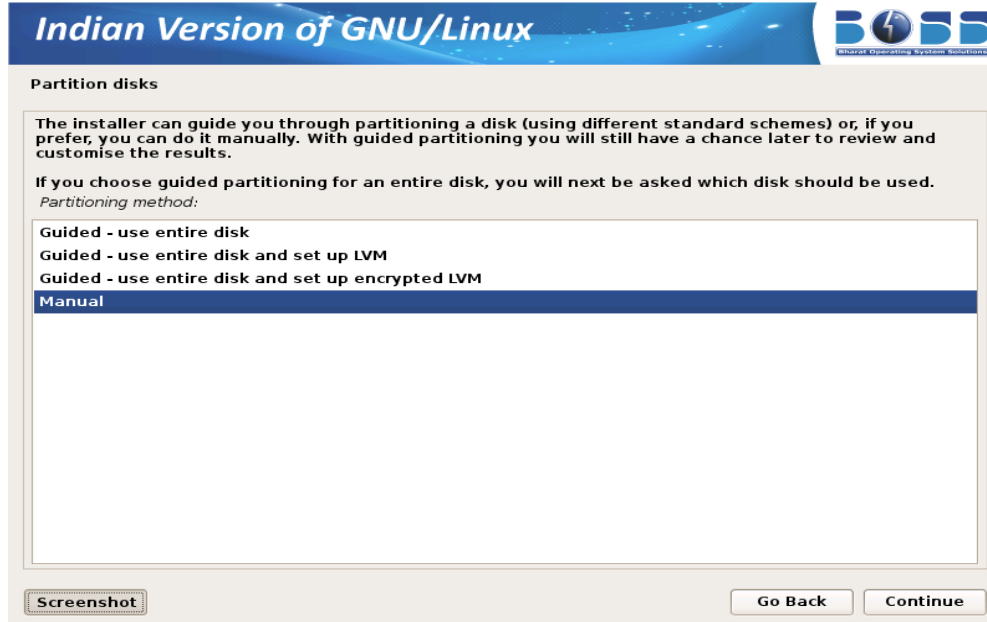 Indian Version of GNU/Linux
BOSS
Bharat Operating System Solutions
Partition disks
The installer can guide you through partitioning a disk (using different standard schemes) or, if you
prefer, you can do it manually. With guided partitioning you will still have a chance later to review and
customise the results.
If you choose guided partitioning for an entire disk, you will next be asked which disk should be used.
Partitioning method:
Guided - use entire disk
Guided - use entire disk and set up LVM
Guided - use entire disk and set up encrypted LVM
Manual
Screenshot
Go Back
Continue